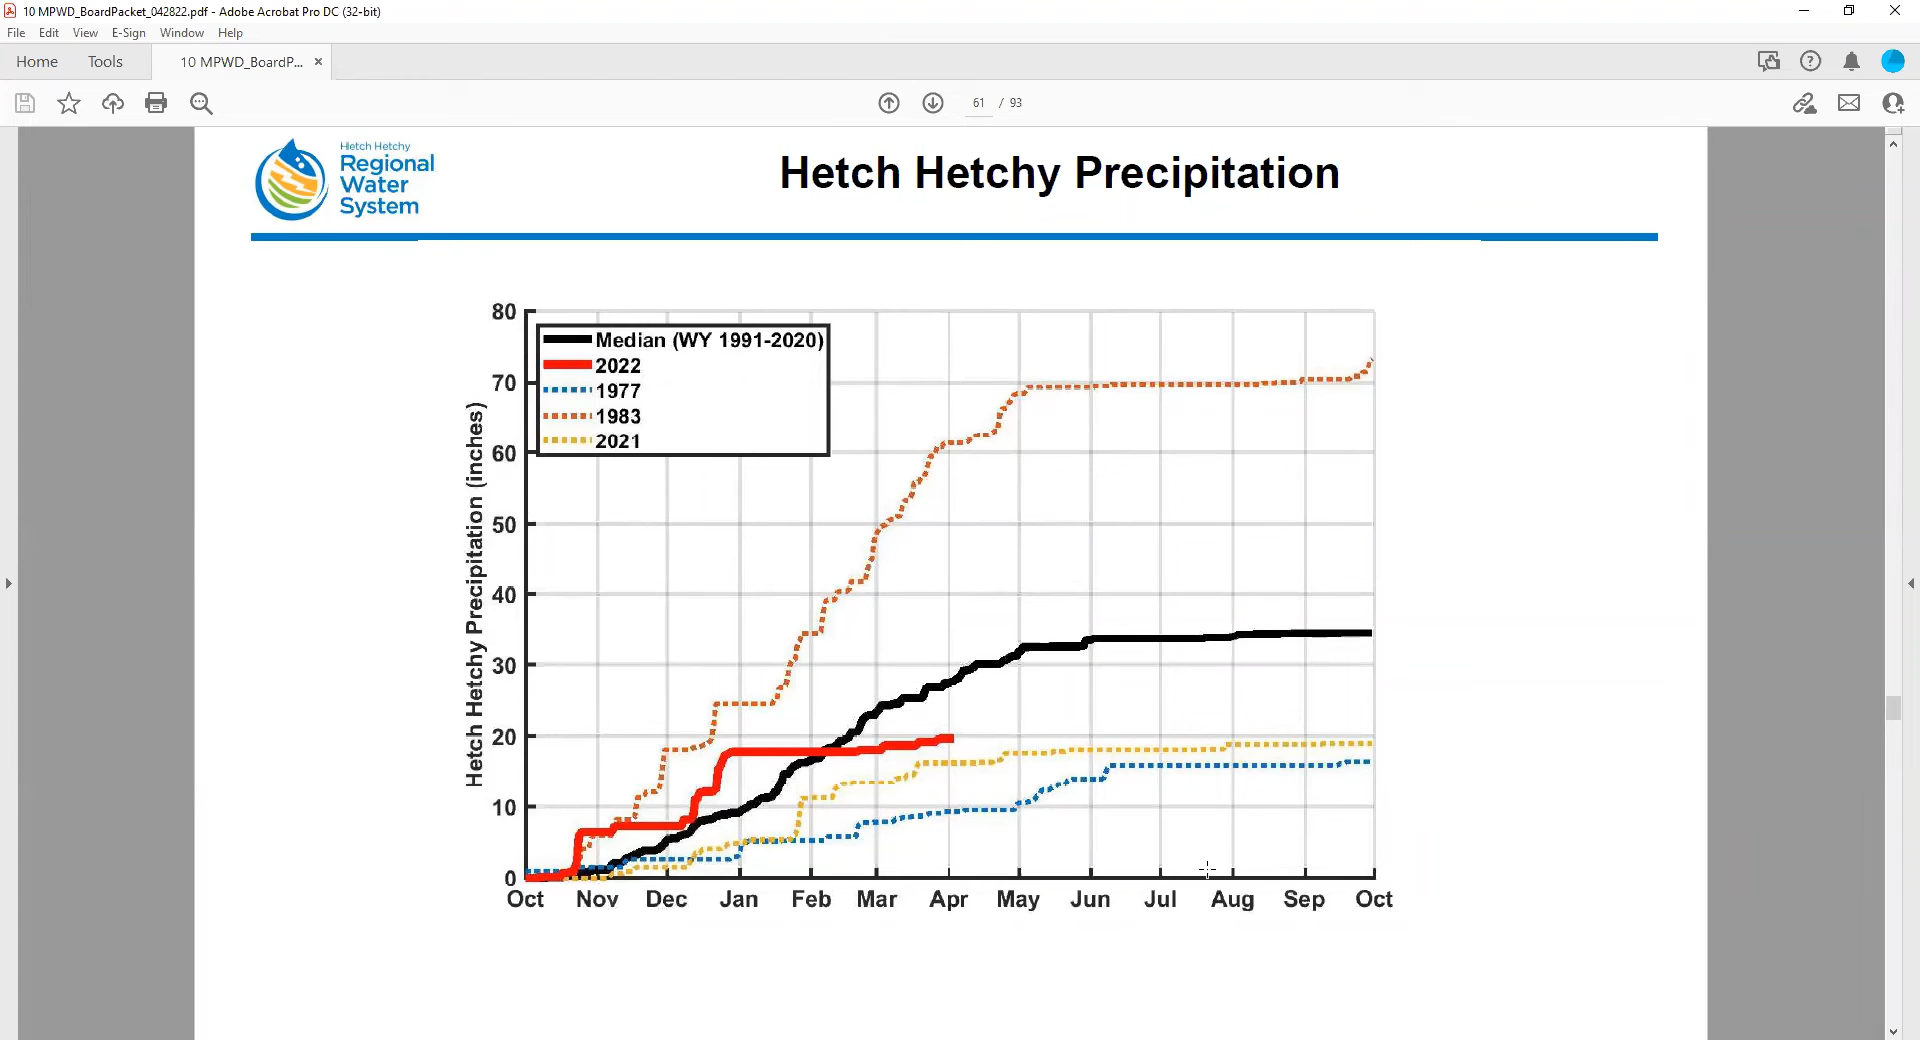 10 MPWD_BoardPacket_042822.pdf - Adobe Acrobat Pro DC (32-bit)
File Edit View E-Sign Window Help
Home Tools 10 MPWD_BoardP... ×
61 / 93
Hetch Hetchy
Regional
Water
System
Hetch Hetchy Precipitation
Hetch Hetchy Precipitation (inches)
80
70
60
50
40
30
20
10
0
Median (WY 1991-2020)
2022
1977
1983
2021
Oct Nov Dec Jan Feb Mar Apr May Jun Jul Aug Sep Oct